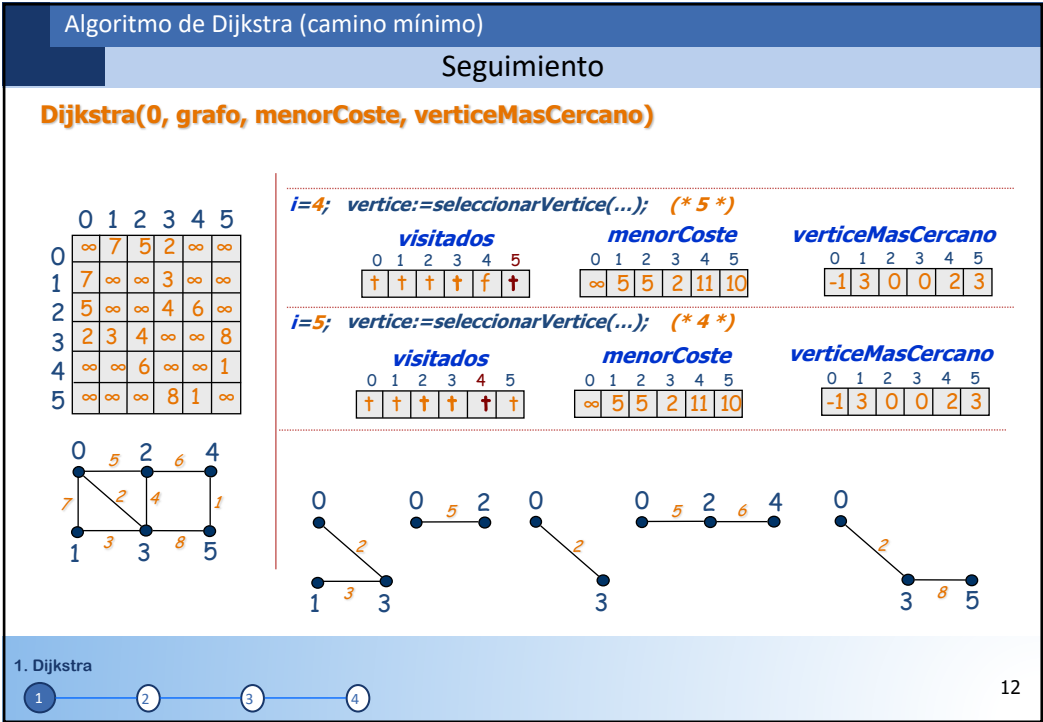 Algoritmo de Dijkstra (camino mínimo)
Seguimiento
Dijkstra(0, grafo, menorCoste, verticeMasCercano)
0 1 2 3 4 5
0 ∞ 7 5 2 ∞ ∞
1 7 ∞ ∞ 3 ∞ ∞
2 5 ∞ ∞ 4 6 ∞
3 2 3 4 ∞ ∞ 8
4 ∞ ∞ 6 ∞ ∞ 1
5 ∞ ∞ ∞ 8 1 ∞
0 5 2 6 4
7 2 4 1
1 3 3 8 5
i=4; vertice:=seleccionarVertice(...); (* 5 *)
visitados menorCoste verticeMasCercano
0 1 2 3 4 5 0 1 2 3 4 5 0 1 2 3 4 5
t t t t f t ∞ 5 5 2 11 10 -1 3 0 0 2 3
i=5; vertice:=seleccionarVertice(...); (* 4 *)
visitados menorCoste verticeMasCercano
0 1 2 3 4 5 0 1 2 3 4 5 0 1 2 3 4 5
t t t t t t ∞ 5 5 2 11 10 -1 3 0 0 2 3
0 0 5 2 0 0 5 2 6 4 0
2 2 2
1 3 3 3 3 8 5
1. Dijkstra
1 2 3 4
12